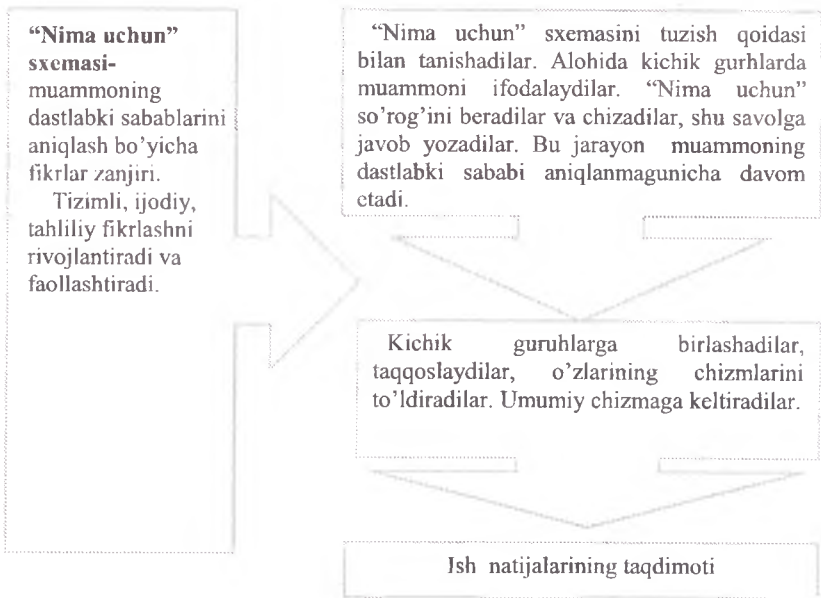 “Nima uchun”
sxemasi-
muammoning
dastlabki sabablarini
aniqlash bo’yicha
fikrlar zanjiri.
Tizimli, ijodiy,
tahliliy fikrlashni
rivojlantiradi va
faollashtiradi.
“Nima uchun” sxemasini tuzish qoidasi
bilan tanishadilar. Alohida kichik gurhlarda
muammoni ifodalaydilar. “Nima uchun”
so’rog’ini beradilar va chizadilar, shu savolga
javob yozadilar. Bu jarayon muammoning
dastlabki sababi aniqlanmagunicha davom
etadi.
Kichik guruhlarga birlashadilar,
taqqoslaydilar, o’zlarining chizmlarini
to’ldiradilar. Umumiy chizmaga keltiradilar.
Ish natijalarining taqdimoti